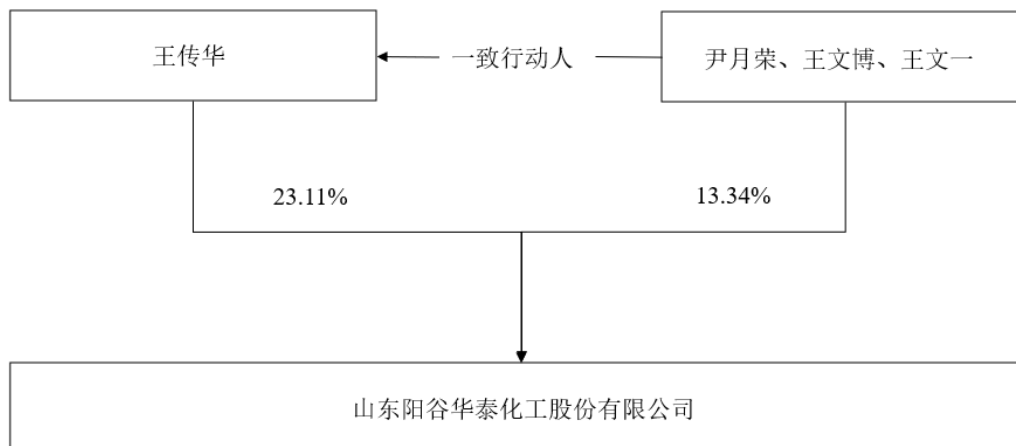 王传华
一致行动人
尹月荣、王文博、王文一
23.11%
13.34%
山东阳谷华泰化工股份有限公司